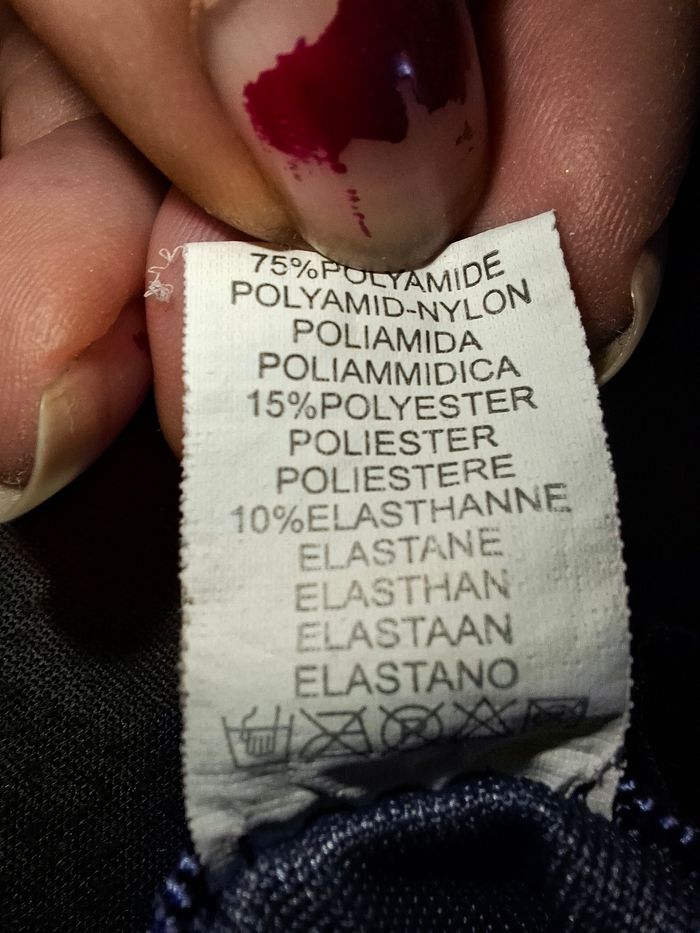 75%POLYAMIDE
POLYAMID-NYLON
POLIAMIDA
POLIAMMIDICA
15%POLYESTER
POLIESTER
POLIESTERE
10%ELASTHANNE
ELASTANE
ELASTHAN
ELASTAAN
ELASTANO